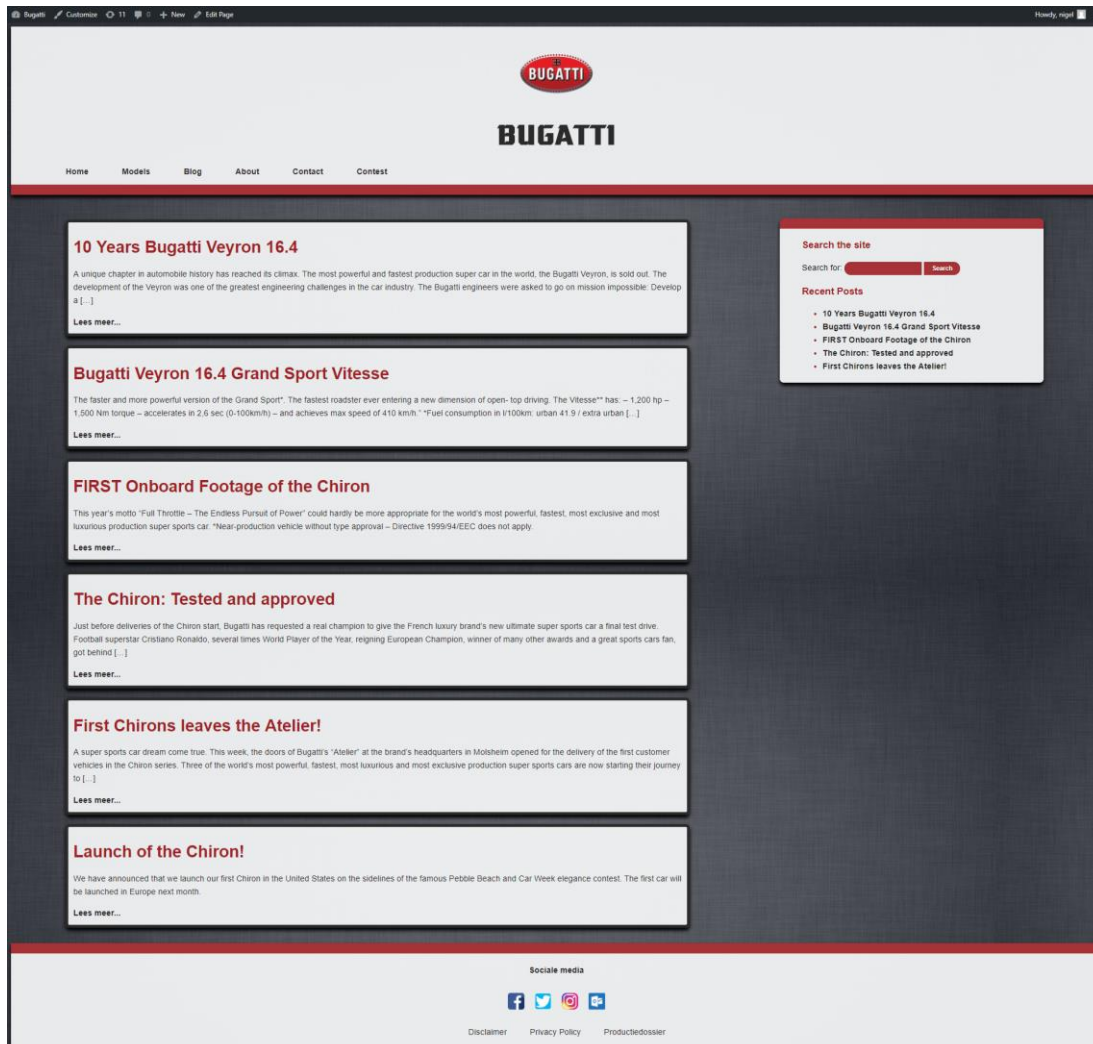 Bugatti Customize 11 0 New Edit Page Howdy, nigel
BUGATTI
BUGATTI
Home Models Blog About Contact Contest
10 Years Bugatti Veyron 16.4
A unique chapter in automobile history has reached its climax. The most powerful and fastest production super car in the world, the Bugatti Veyron, is sold out. The
development of the Veyron was one of the greatest engineering challenges in the car industry. The Bugatti engineers were asked to go on mission impossible: Develop
a […]
Lees meer...
Bugatti Veyron 16.4 Grand Sport Vitesse
The faster and more powerful version of the Grand Sport*. The fastest roadster ever entering a new dimension of open- top driving. The Vitesse** has: – 1,200 hp –
1,500 Nm torque – accelerates in 2,6 sec (0-100km/h) – and achieves max speed of 410 km/h.” *Fuel consumption in l/100km: urban 41.9 / extra urban […]
Lees meer...
FIRST Onboard Footage of the Chiron
This year’s motto “Full Throttle – The Endless Pursuit of Power” could hardly be more appropriate for the world’s most powerful, fastest, most exclusive and most
luxurious production super sports car. *Near-production vehicle without type approval – Directive 1999/94/EEC does not apply.
Lees meer...
The Chiron: Tested and approved
Just before deliveries of the Chiron start, Bugatti has requested a real champion to give the French luxury brand’s new ultimate super sports car a final test drive.
Football superstar Cristiano Ronaldo, several times World Player of the Year, reigning European Champion, winner of many other awards and a great sports cars fan,
got behind […]
Lees meer...
First Chirons leaves the Atelier!
A super sports car dream come true. This week, the doors of Bugatti’s “Atelier” at the brand’s headquarters in Molsheim opened for the delivery of the first customer
vehicles in the Chiron series. Three of the world’s most powerful, fastest, most luxurious and most exclusive production super sports cars are now starting their journey
to […]
Lees meer...
Launch of the Chiron!
We have announced that we launch our first Chiron in the United States on the sidelines of the famous Pebble Beach and Car Week elegance contest. The first car will
be launched in Europe next month.
Lees meer...
Search the site
Search for: Search
Recent Posts
10 Years Bugatti Veyron 16.4
Bugatti Veyron 16.4 Grand Sport Vitesse
FIRST Onboard Footage of the Chiron
The Chiron: Tested and approved
First Chirons leaves the Atelier!
Sociale media
Disclaimer Privacy Policy Productiedossier